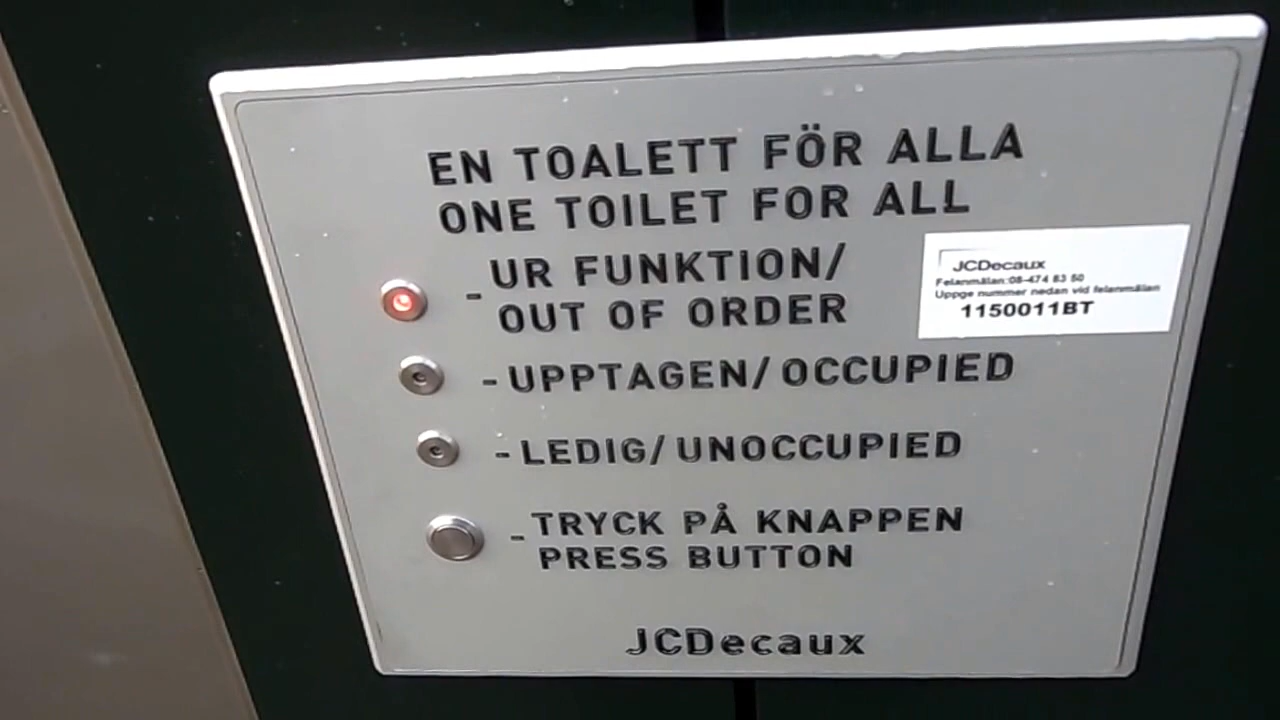 EN TOALETT FÖR ALLA
ONE TOILET FOR ALL
- UR FUNKTION/
OUT OF ORDER
JCDecaux
Felanmälan:08-474 83 50
Uppge nummer nedan vid felanmälan
1150011BT
- UPPTAGEN/OCCUPIED
- LEDIG/UNOCCUPIED
- TRYCK PÅ KNAPPEN
PRESS BUTTON
JCDecaux